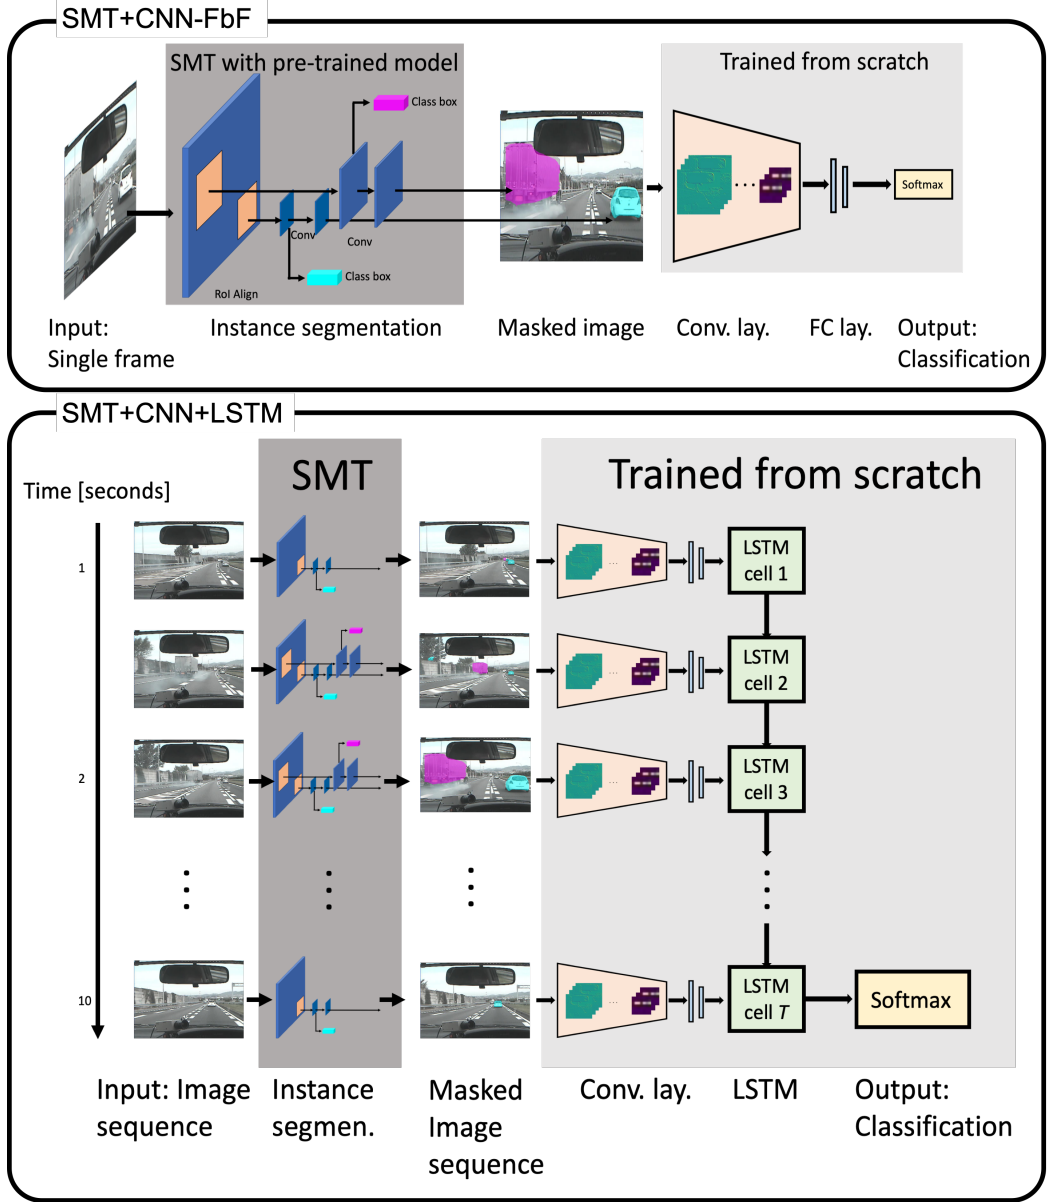 SMT+CNN-FbF
SMT with pre-trained model
Trained from scratch
Class box
Softmax
Conv
Conv
Class box
RoI Align
Input:
Single frame
Instance segmentation
Masked image
Conv. lay.
FC lay.
Output:
Classification
SMT+CNN+LSTM
SMT
Trained from scratch
Time [seconds]
1
LSTM
cell 1
LSTM
cell 2
2
LSTM
cell 3
10
LSTM
cell T
Softmax
Input: Image
sequence
Instance
segmen.
Masked
Image
sequence
Conv. lay.
LSTM
Output:
Classification